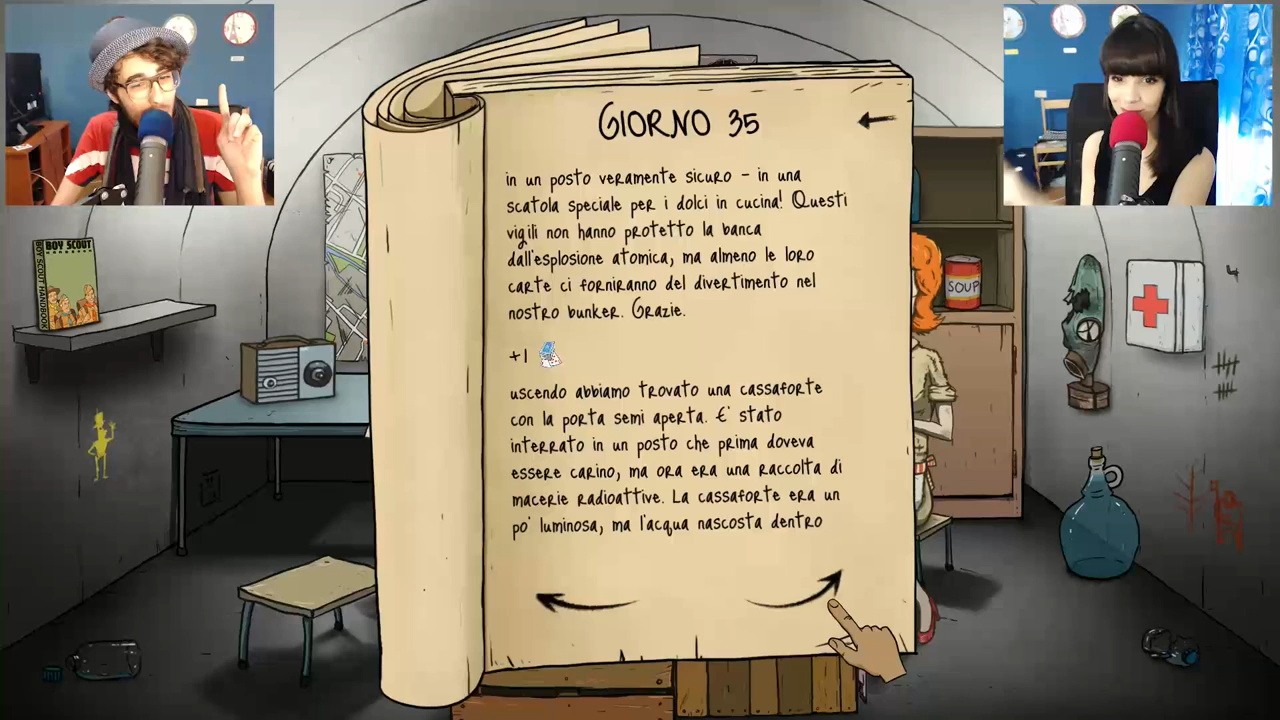 GIORNO 35
in un posto veramente sicuro - in una
scatola speciale per i dolci in cucina! Questi
vigili non hanno protetto la banca
dall'esplosione atomica, ma almeno le loro
carte ci forniranno del divertimento nel
nostro bunker. Grazie.
+1
uscendo abbiamo trovato una cassaforte
con la porta semi aperta. E' stato
interrato in un posto che prima doveva
essere carino, ma ora era una raccolta di
macerie radioattive. La cassaforte era un
po' luminosa, ma l'acqua nascosta dentro
BOY SCOUT
BOY SCOUT HANDBOOK
SOUP